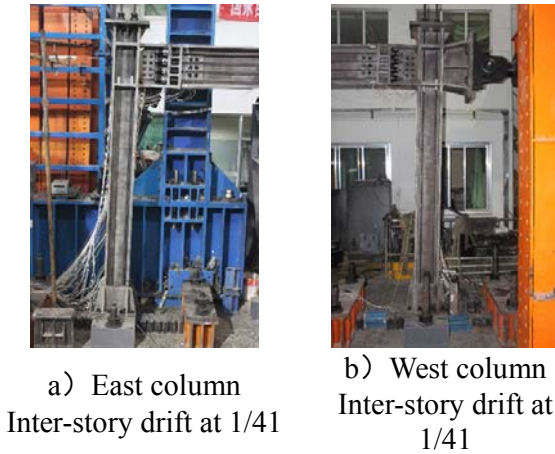 a）East column
Inter-story drift at 1/41
b）West column
Inter-story drift at
1/41